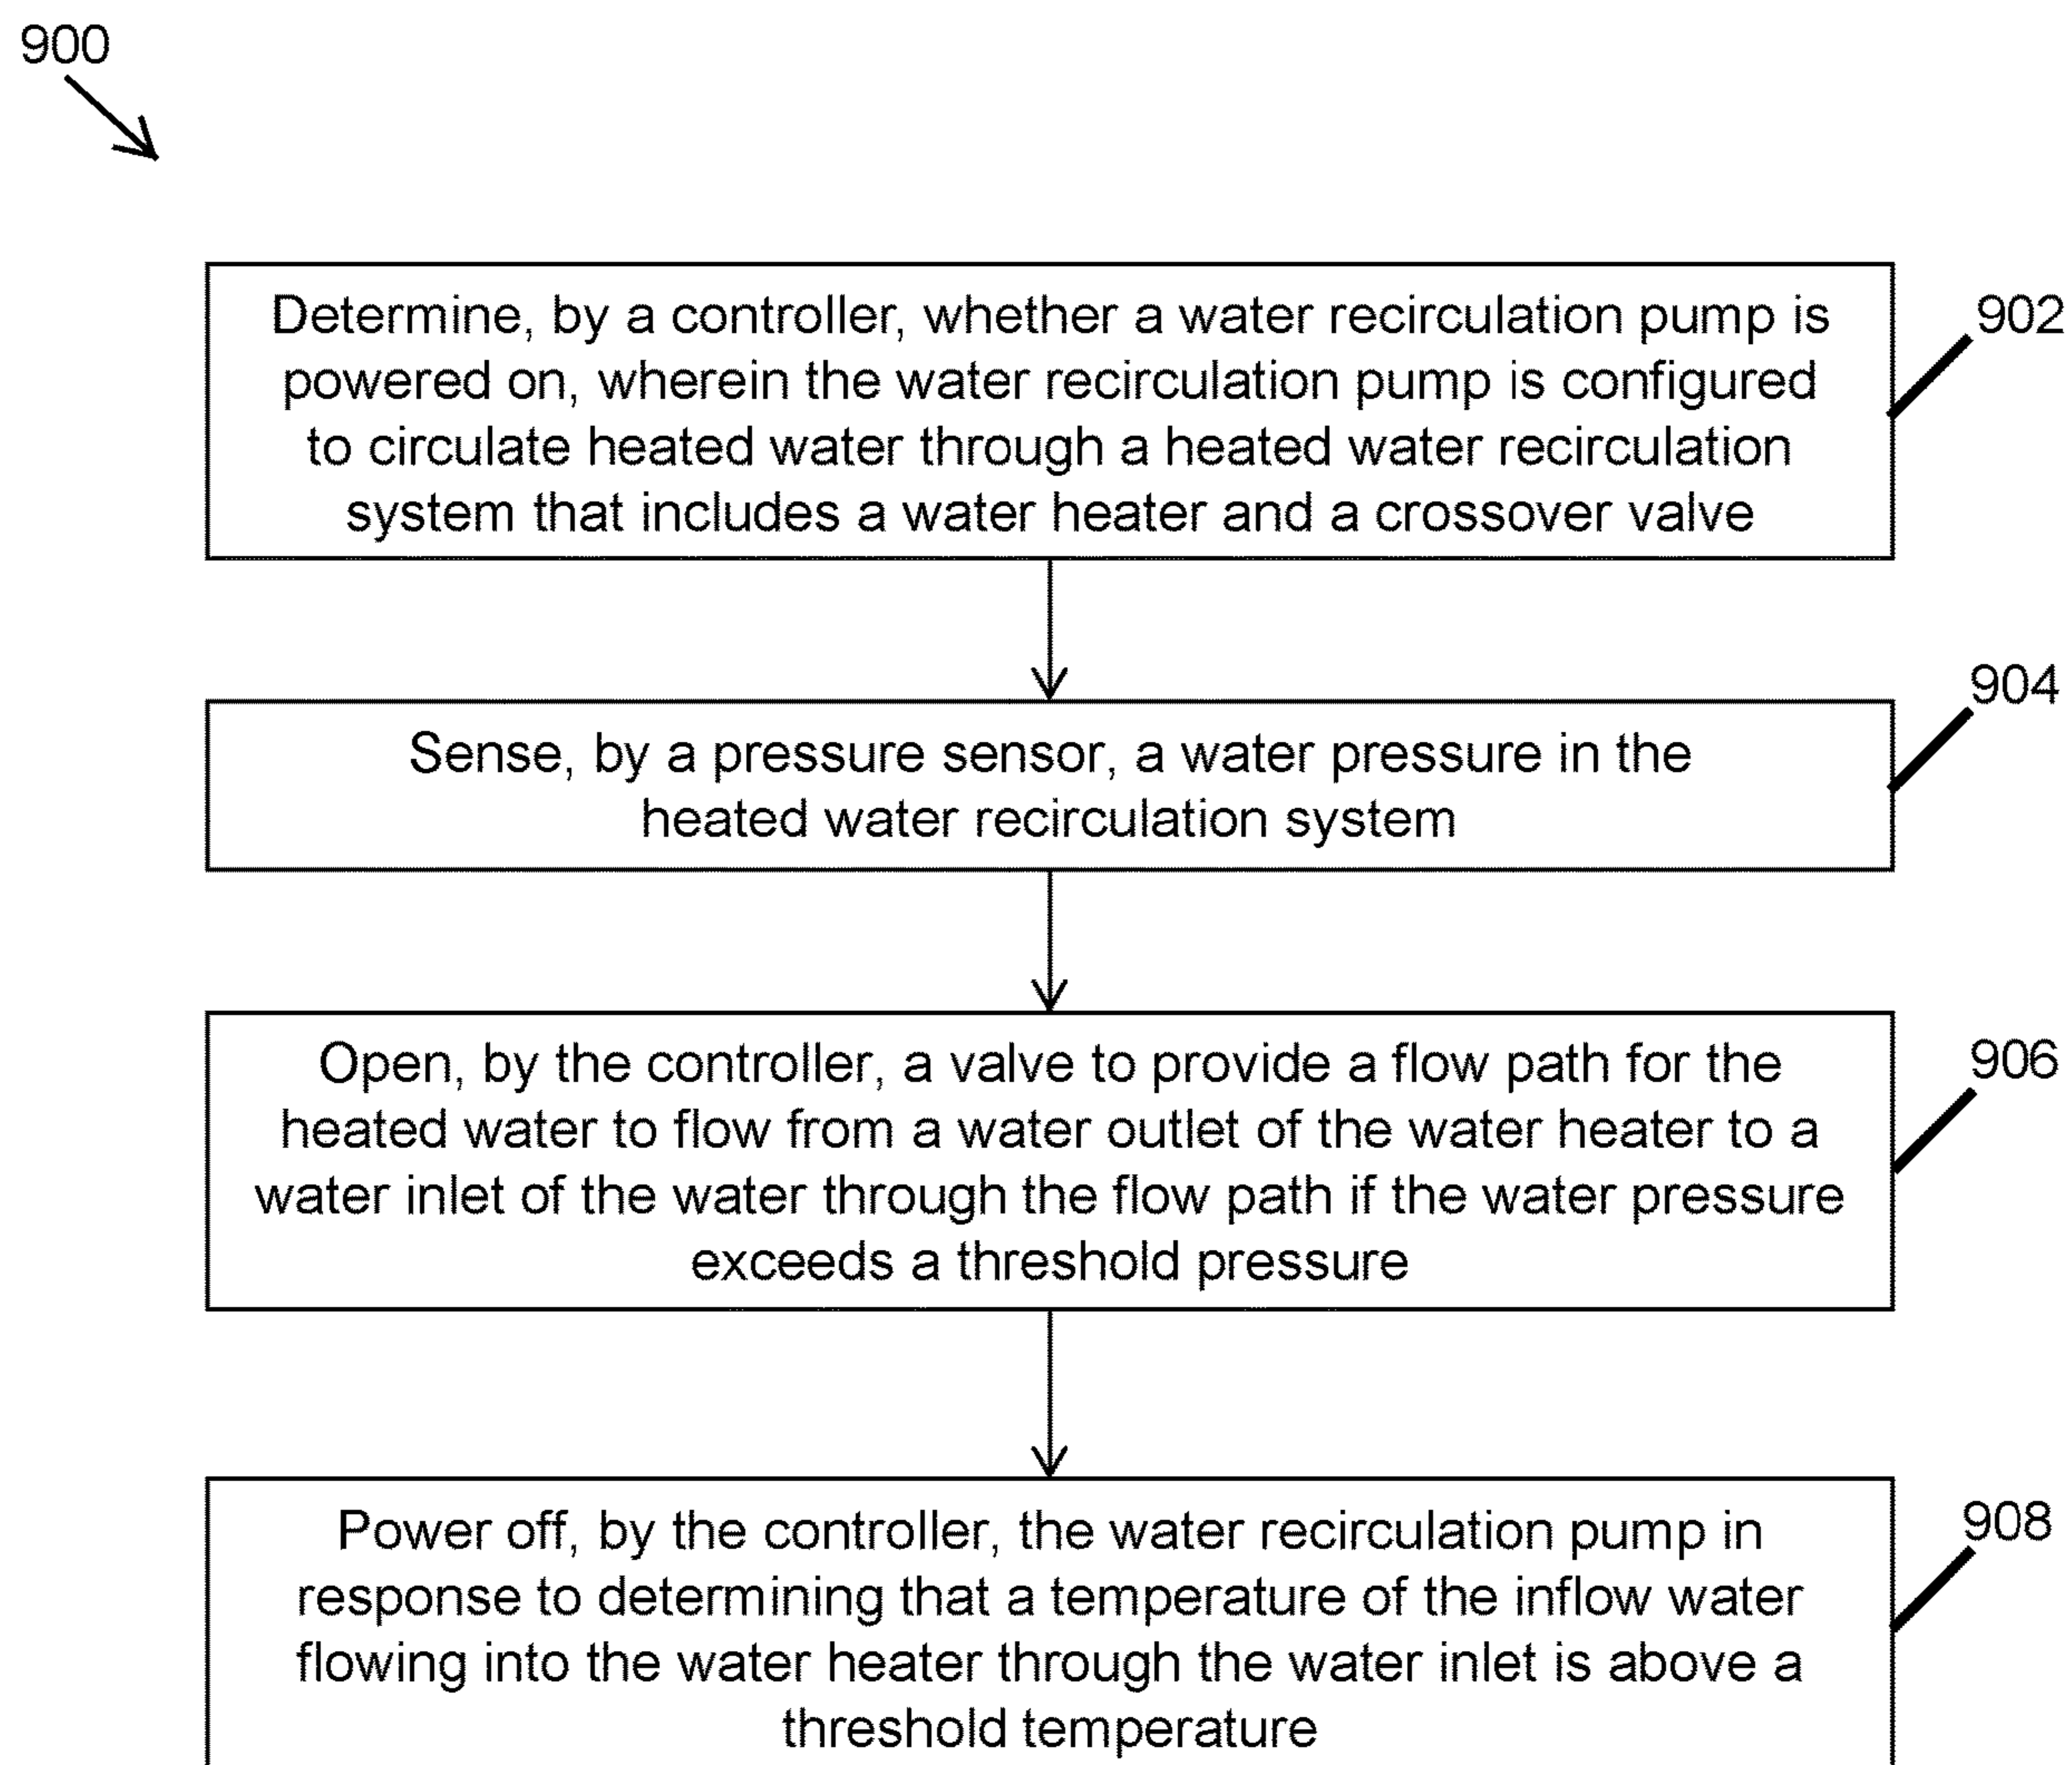 900
Determine, by a controller, whether a water recirculation pump is
powered on, wherein the water recirculation pump is configured
to circulate heated water through a heated water recirculation
system that includes a water heater and a crossover valve
902
Sense, by a pressure sensor, a water pressure in the
heated water recirculation system
904
Open, by the controller, a valve to provide a flow path for the
heated water to flow from a water outlet of the water heater to a
water inlet of the water through the flow path if the water pressure
exceeds a threshold pressure
906
Power off, by the controller, the water recirculation pump in
response to determining that a temperature of the inflow water
flowing into the water heater through the water inlet is above a
threshold temperature
908